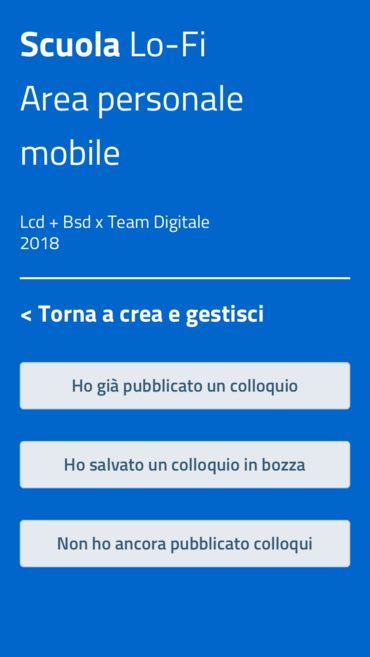 Scuola Lo-Fi
Area personale
mobile
Lcd + Bsd x Team Digitale
2018
< Torna a crea e gestisci
Ho già pubblicato un colloquio
Ho salvato un colloquio in bozza
Non ho ancora pubblicato colloqui